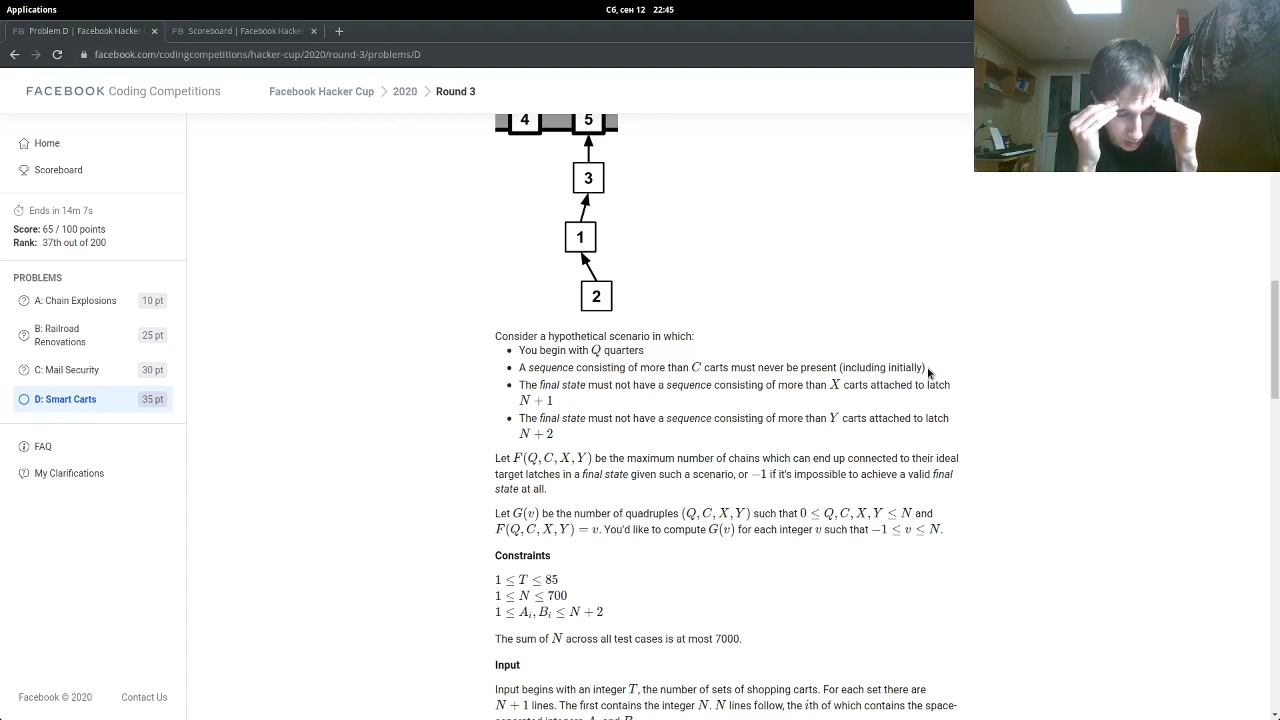 Applications
Сб, сен 12 22:45
FB Problem D | Facebook Hacker
FB Scoreboard | Facebook Hacker
facebook.com/codingcompetitions/hacker-cup/2020/round-3/problems/D
FACEBOOK Coding Competitions
Facebook Hacker Cup > 2020 > Round 3
Home
Scoreboard
Ends in 14m 7s
Score: 65 / 100 points
Rank: 37th out of 200
PROBLEMS
A: Chain Explosions 10 pt
B: Railroad Renovations 25 pt
C: Mail Security 30 pt
D: Smart Carts 35 pt
FAQ
My Clarifications
Facebook © 2020 Contact Us
4 5
3
1
2
Consider a hypothetical scenario in which:
• You begin with Q quarters
• A sequence consisting of more than C carts must never be present (including initially)
• The final state must not have a sequence consisting of more than X carts attached to latch
N + 1
• The final state must not have a sequence consisting of more than Y carts attached to latch
N + 2
Let F(Q, C, X, Y) be the maximum number of chains which can end up connected to their ideal
target latches in a final state given such a scenario, or −1 if it's impossible to achieve a valid final
state at all.
Let G(v) be the number of quadruples (Q, C, X, Y) such that 0 ≤ Q, C, X, Y ≤ N and
F(Q, C, X, Y) = v. You'd like to compute G(v) for each integer v such that −1 ≤ v ≤ N.
Constraints
1 ≤ T ≤ 85
1 ≤ N ≤ 700
1 ≤ Ai, Bi ≤ N + 2
The sum of N across all test cases is at most 7000.
Input
Input begins with an integer T, the number of sets of shopping carts. For each set there are
N + 1 lines. The first contains the integer N. N lines follow, the ith of which contains the space-